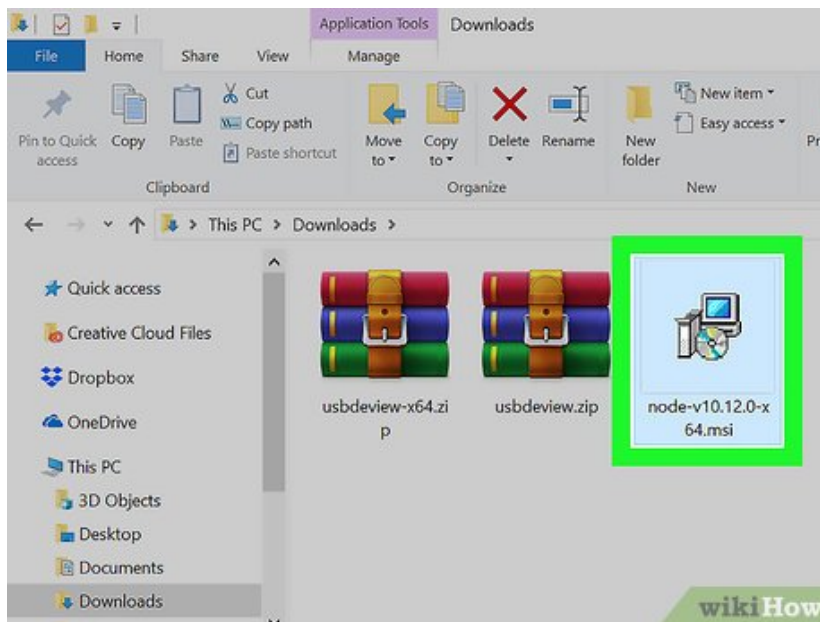 Application Tools
Downloads
File
Home
Share
View
Manage
Pin to Quick
access
Copy
Paste
Cut
Copy path
Paste shortcut
Move
to
Copy
to
Delete
Rename
New
folder
New item
Easy access
Pr
Clipboard
Organize
New
This PC > Downloads >
Quick access
Creative Cloud Files
Dropbox
OneDrive
This PC
3D Objects
Desktop
Documents
Downloads
usbdeview-x64.zi
p
usbdeview.zip
node-v10.12.0-x
64.msi
wikiHow